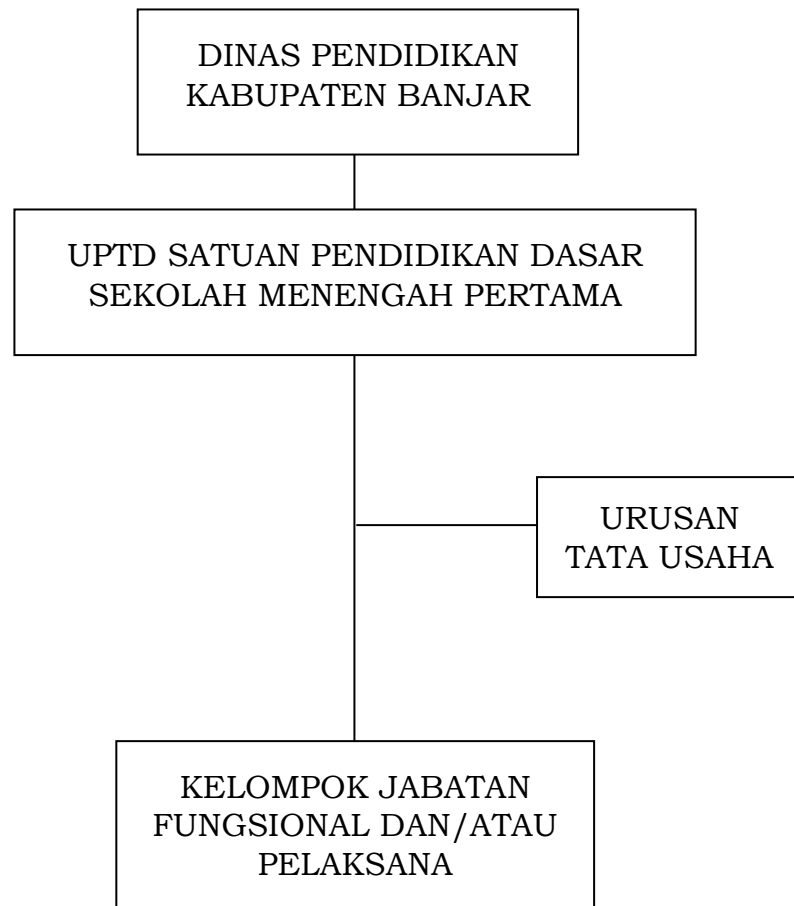 DINAS PENDIDIKAN
KABUPATEN BANJAR
UPTD SATUAN PENDIDIKAN DASAR
SEKOLAH MENENGAH PERTAMA
URUSAN
TATA USAHA
KELOMPOK JABATAN
FUNGSIONAL DAN/ATAU
PELAKSANA